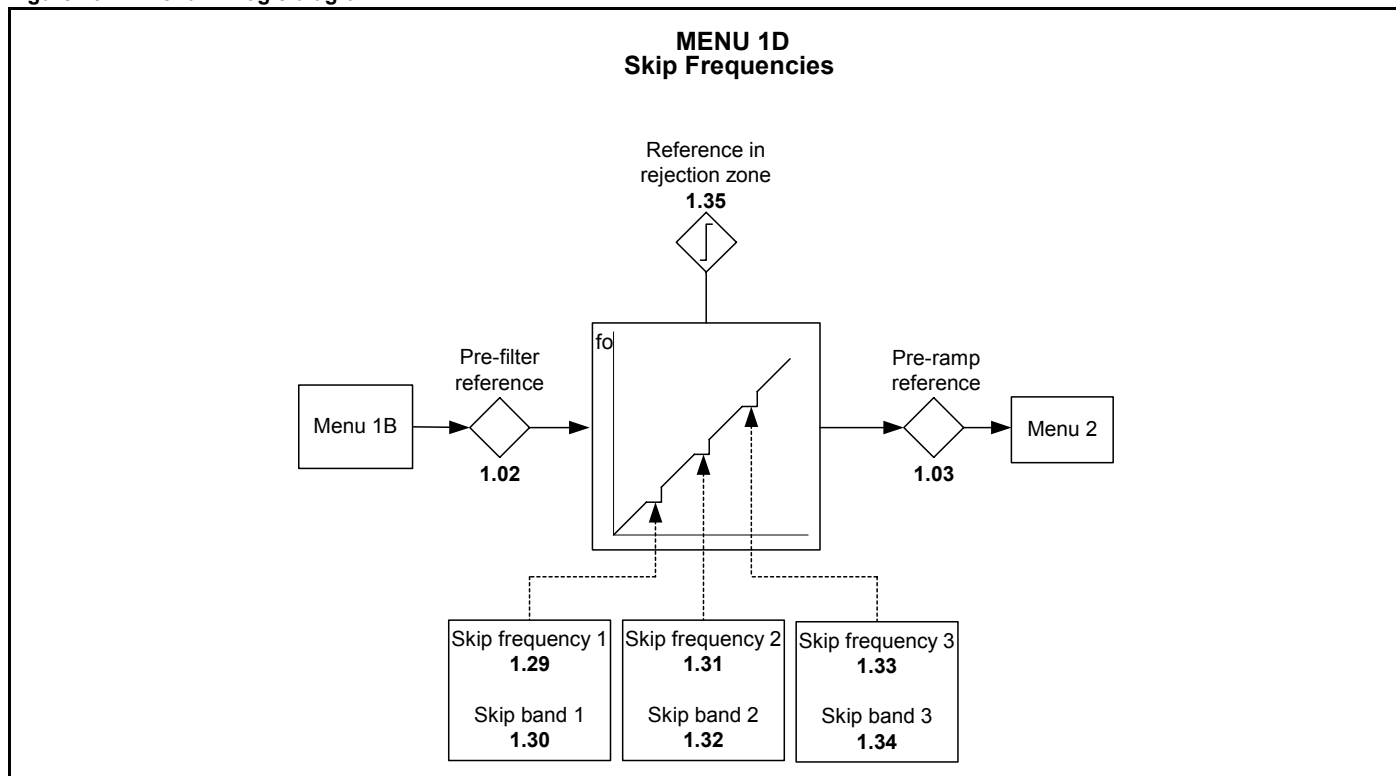 MENU 1D
Skip Frequencies
Reference in
rejection zone
1.35
fo
Pre-filter
reference
Menu 1B
1.02
Pre-ramp
reference
Menu 2
1.03
Skip frequency 1
1.29
Skip band 1
1.30
Skip frequency 2
1.31
Skip band 2
1.32
Skip frequency 3
1.33
Skip band 3
1.34